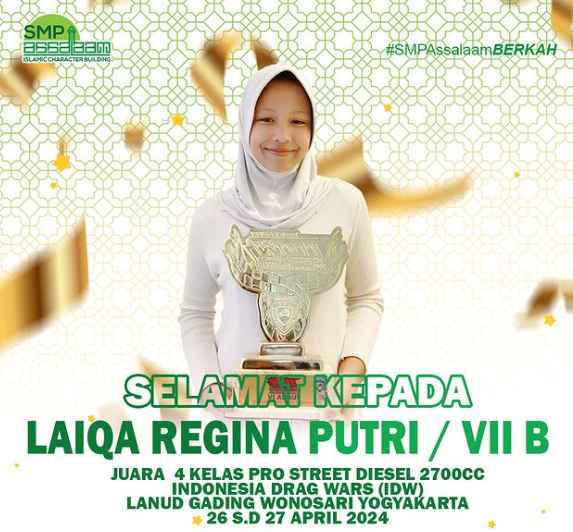 SMP
assalaam
ISLAMIC CHARACTER BUILDING
#SMPAssalaamBERKAH
SELAMAT KEPADA
LAIQA REGINA PUTRI / VII B
JUARA 4 KELAS PRO STREET DIESEL 2700CC
INDONESIA DRAG WARS (IDW)
LANUD GADING WONOSARI YOGYAKARTA
26 S.D 27 APRIL 2024